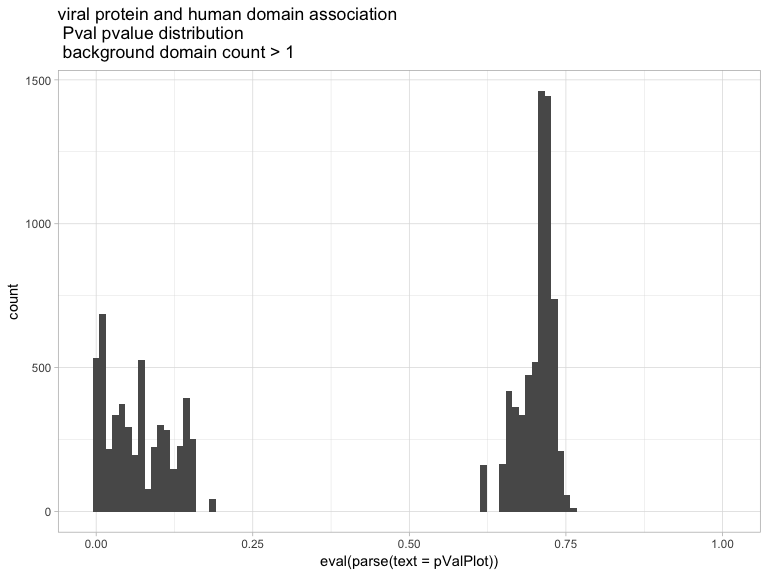 viral protein and human domain association
Pval pvalue distribution
background domain count > 1
1500
1000
500
0
count
0.00 0.25 0.50 0.75 1.00
eval(parse(text = pValPlot))